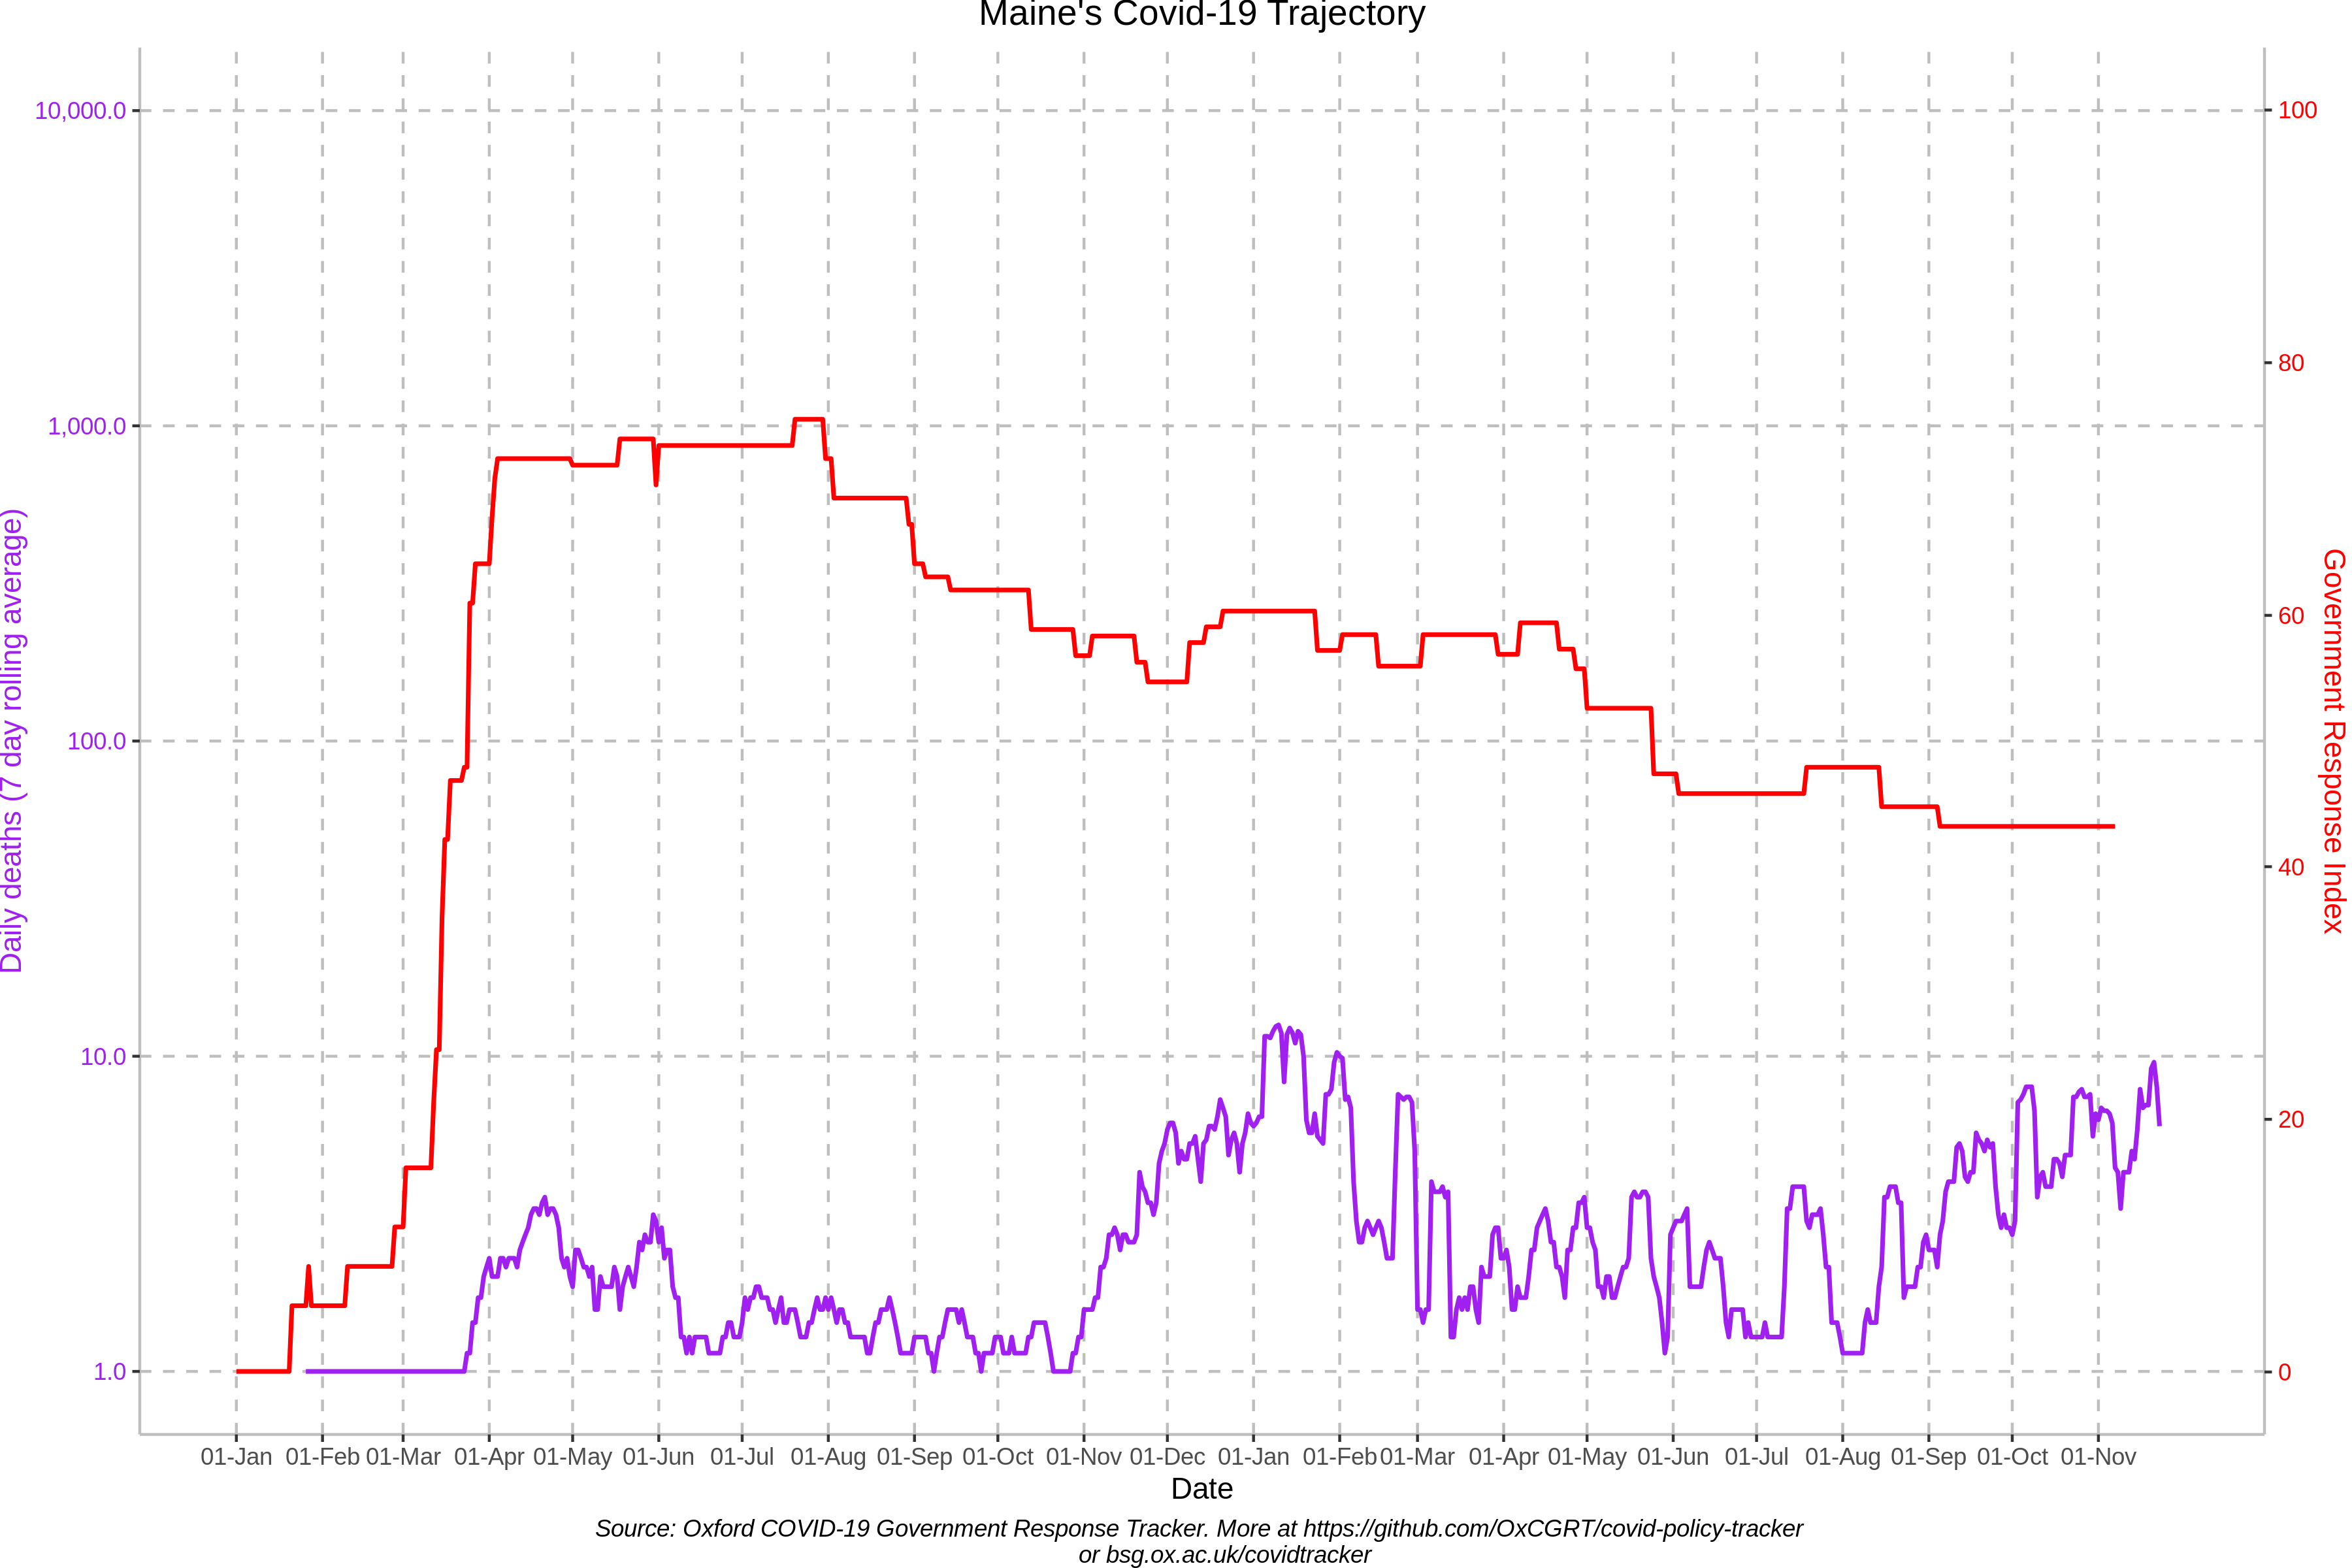 Maine's Covid-19 Trajectory
10,000.0
1,000.0
100.0
10.0
1.0
Daily deaths (7 day rolling average)
100
80
60
40
20
0
Government Response Index
01-Jan 01-Feb 01-Mar 01-Apr 01-May 01-Jun 01-Jul 01-Aug 01-Sep 01-Oct 01-Nov 01-Dec 01-Jan 01-Feb 01-Mar 01-Apr 01-May 01-Jun 01-Jul 01-Aug 01-Sep 01-Oct 01-Nov
Date
Source: Oxford COVID-19 Government Response Tracker. More at https://github.com/OxCGRT/covid-policy-tracker
or bsg.ox.ac.uk/covidtracker